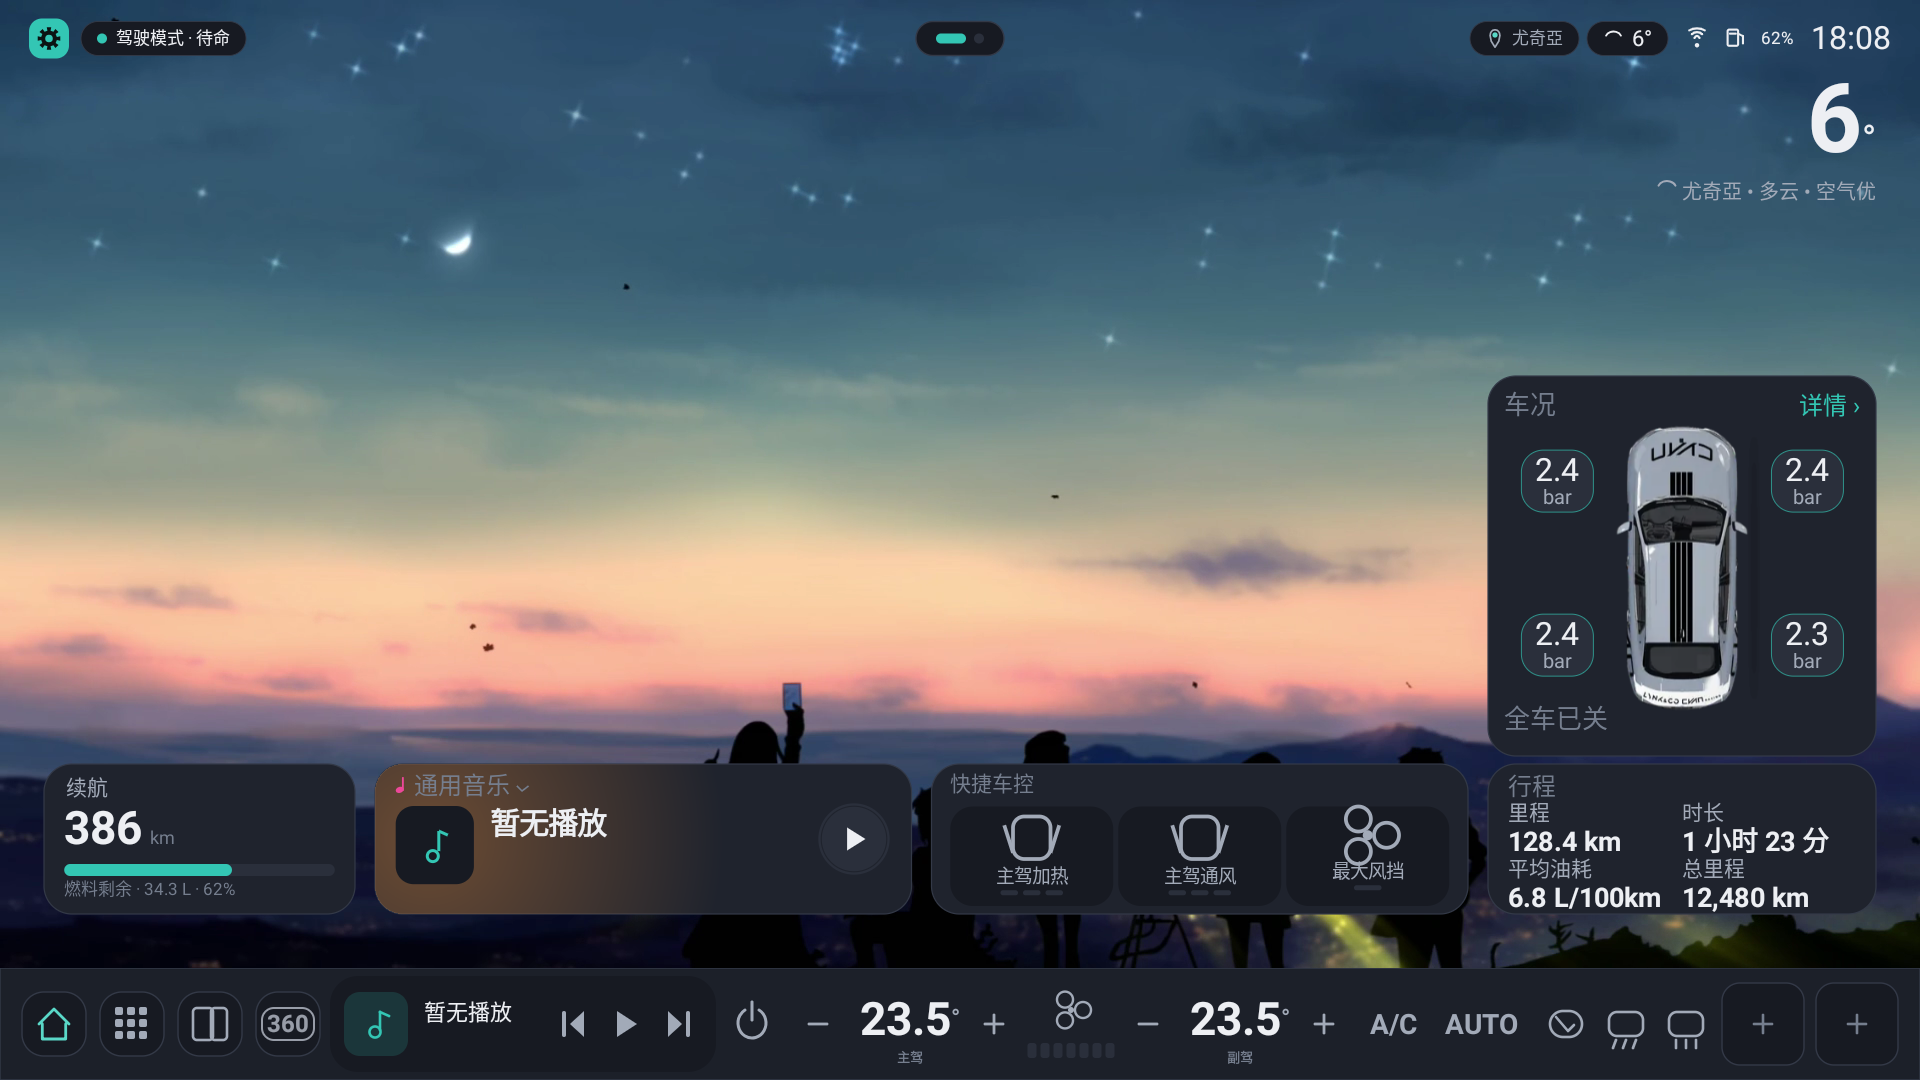 驾驶模式 · 待命
尤奇亞
6°
62%
18:08
6°
尤奇亞 • 多云 • 空气优
车况
详情 ›
2.4
bar
2.4
bar
2.4
bar
2.3
bar
全车已关
续航
386 km
燃料剩余 · 34.3 L · 62%
通用音乐
暂无播放
快捷车控
主驾加热
主驾通风
最大风挡
行程
里程
时长
128.4 km
1 小时 23 分
平均油耗
总里程
6.8 L/100km
12,480 km
360
暂无播放
23.5°
主驾
23.5°
副驾
A/C
AUTO